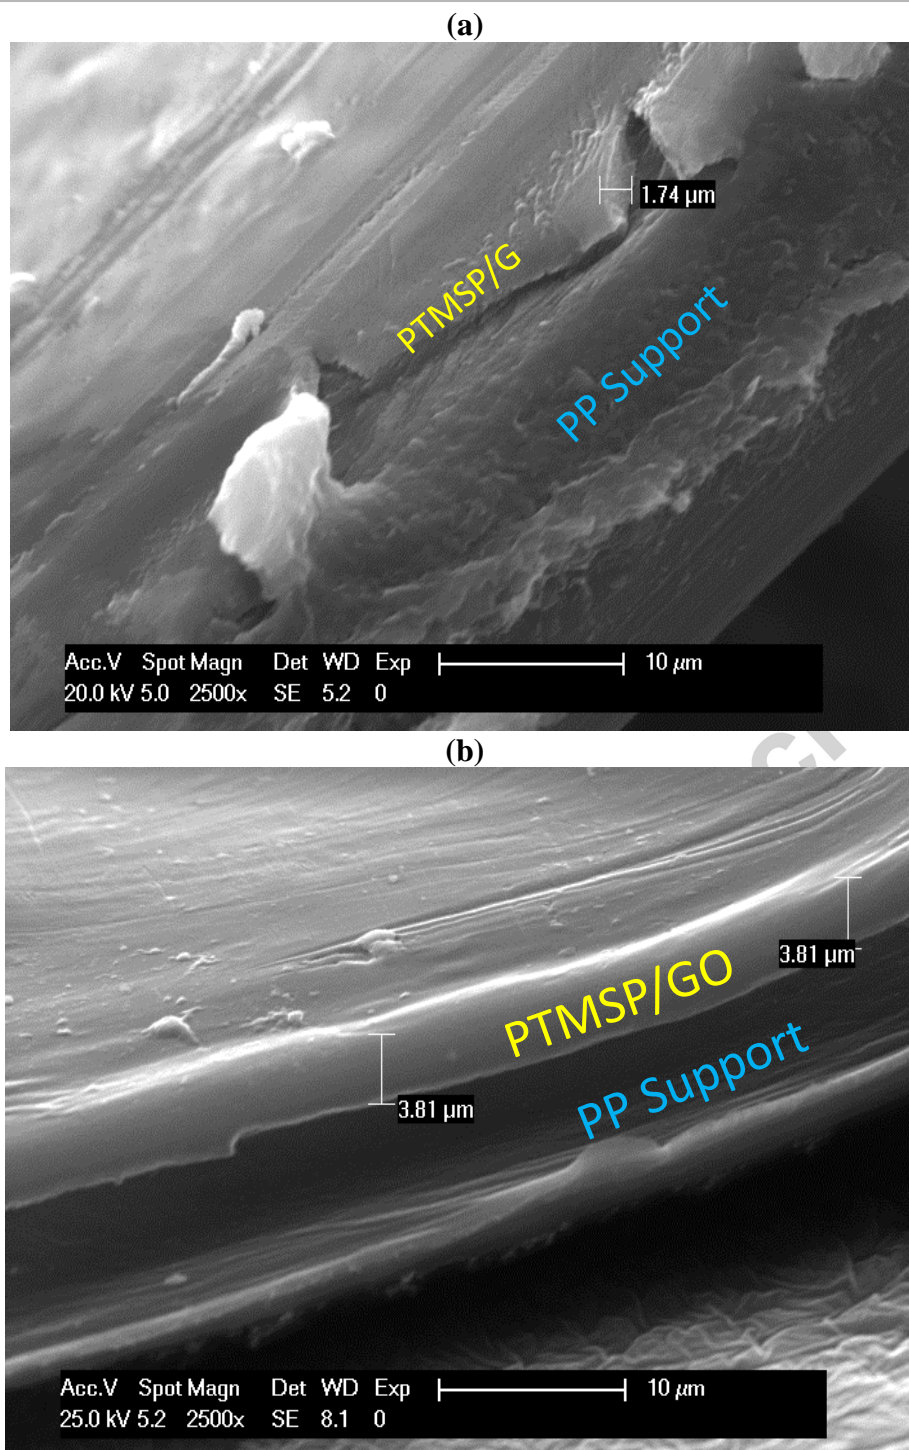 (a)
1.74 µm
PTMSP/G
PP Support
Acc.V Spot Magn Det WD Exp 10 µm
20.0 kV 5.0 2500x SE 5.2 0
(b)
3.81 µm
PTMSP/GO
PP Support
3.81 µm
Acc.V Spot Magn Det WD Exp 10 µm
25.0 kV 5.2 2500x SE 8.1 0